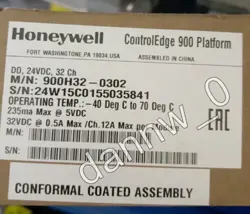 Honeywell
ControlEdge 900 Platform
FORT WASHINGTON, PA 19034, USA
ASSEMBLED IN CHINA
DO, 24VDC, 32 Ch
M/N: 900H32-0302
S/N: 24W15C0155035841
OPERATING TEMP.: -40 Deg C to 70 Deg C
235ma Max @ 5VDC
32VDC @ 0.5A Max /Ch.12A Max per Module
M/N:
S/N:
CONFORMAL COATED ASSEMBLY
dannw_0